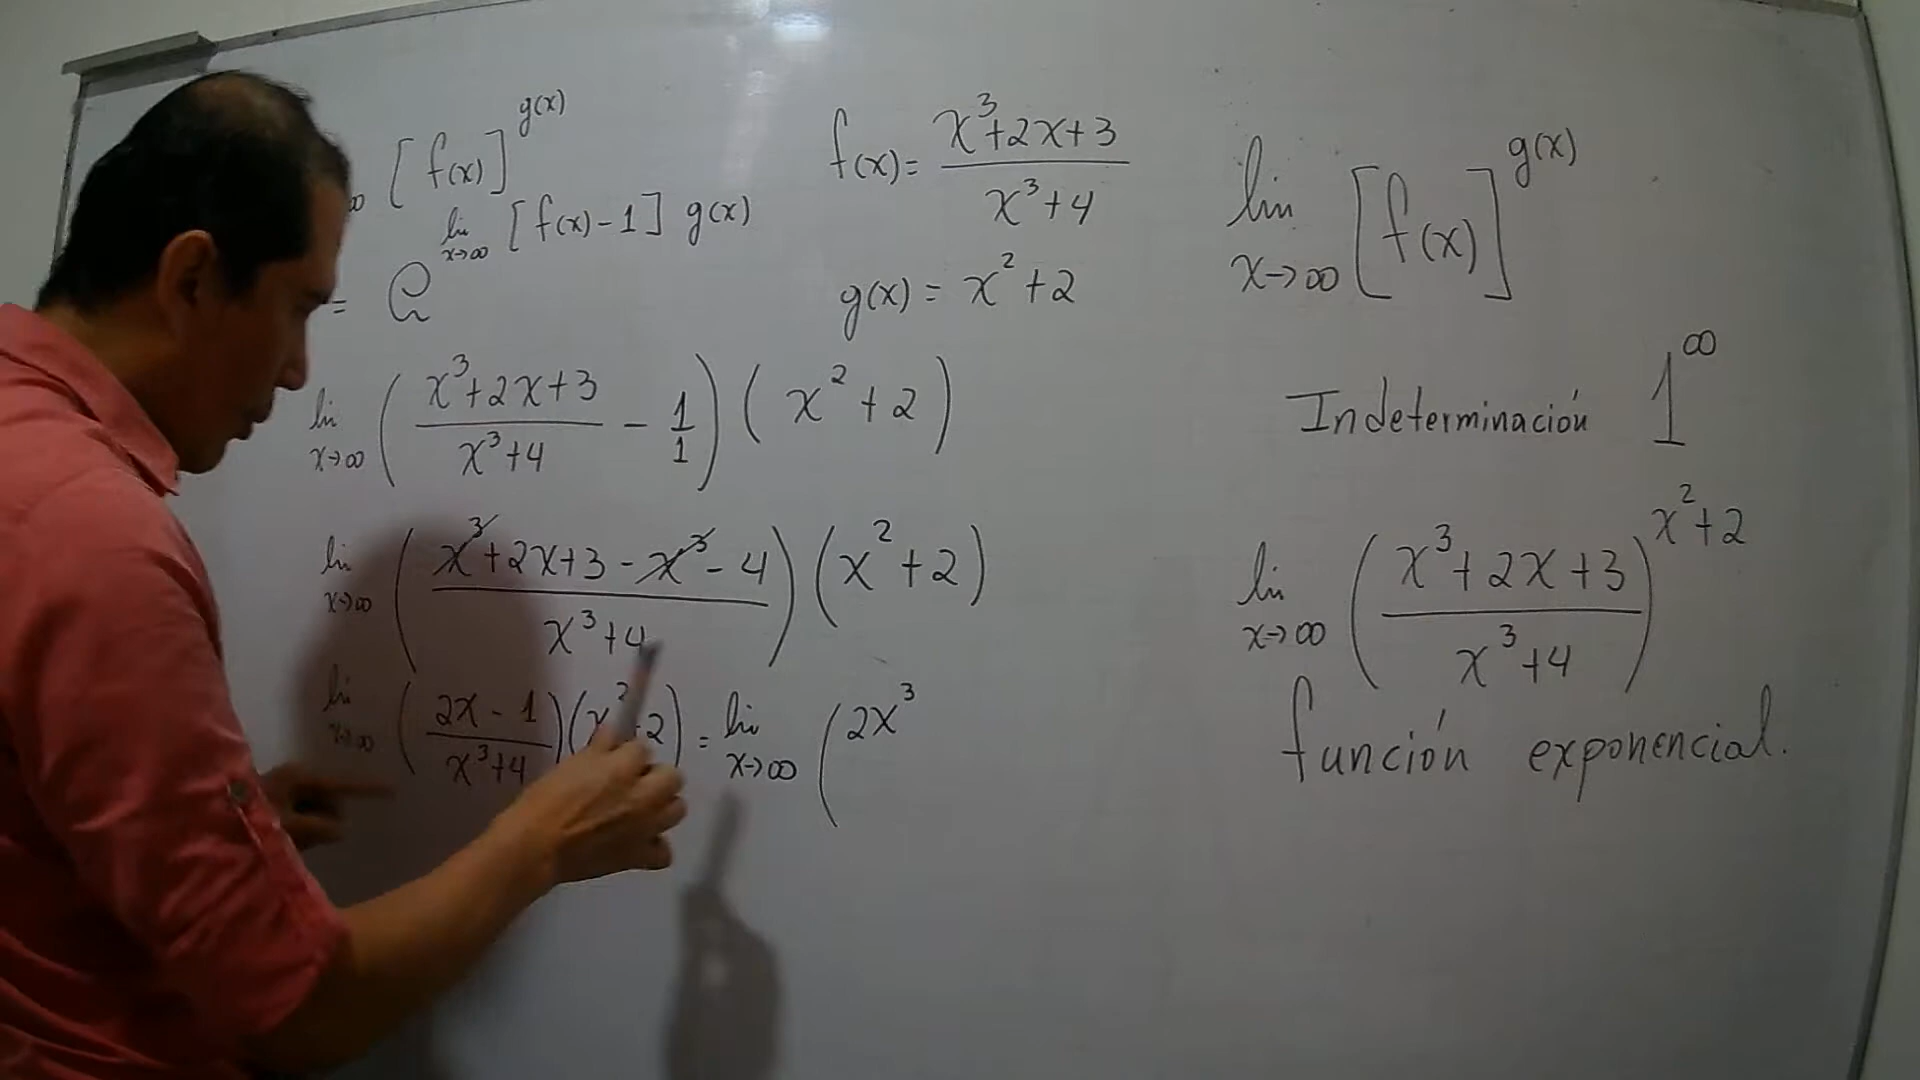 ∞ [f(x)]^g(x)
= e^lim x→∞ [f(x)-1] g(x)
lim x→∞ ( (x³+2x+3)/(x³+4) - 1/1 ) ( x²+2 )
lim x→∞ ( (x³+2x+3-x³-4)/(x³+4) ) (x²+2)
lim x→∞ ( (2x-1)/(x³+4) )(x²+2) = lim x→∞ ( 2x³
f(x) = (x³+2x+3)/(x³+4)
g(x) = x²+2
lim x→∞ [f(x)]^g(x)
Indeterminación 1^∞
lim x→∞ ( (x³+2x+3)/(x³+4) )^(x²+2)
función exponencial.